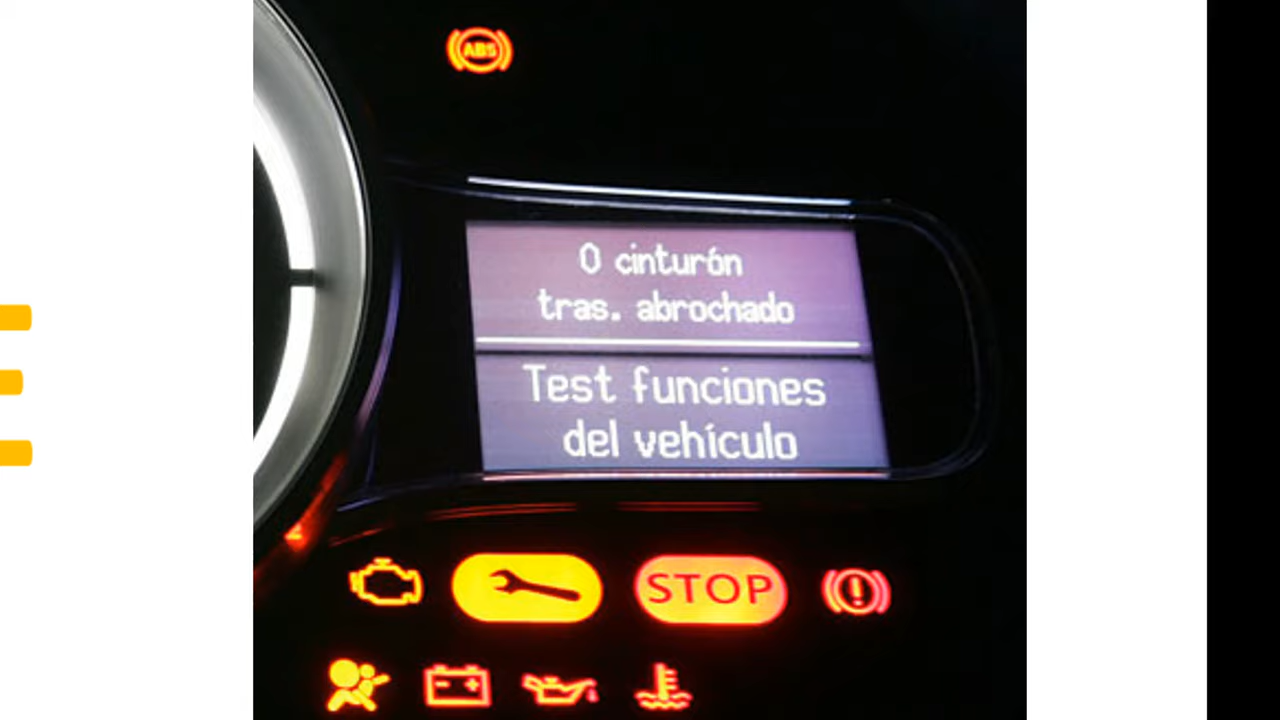 ABS
0 cinturón
tras. abrochado
Test funciones
del vehículo
STOP